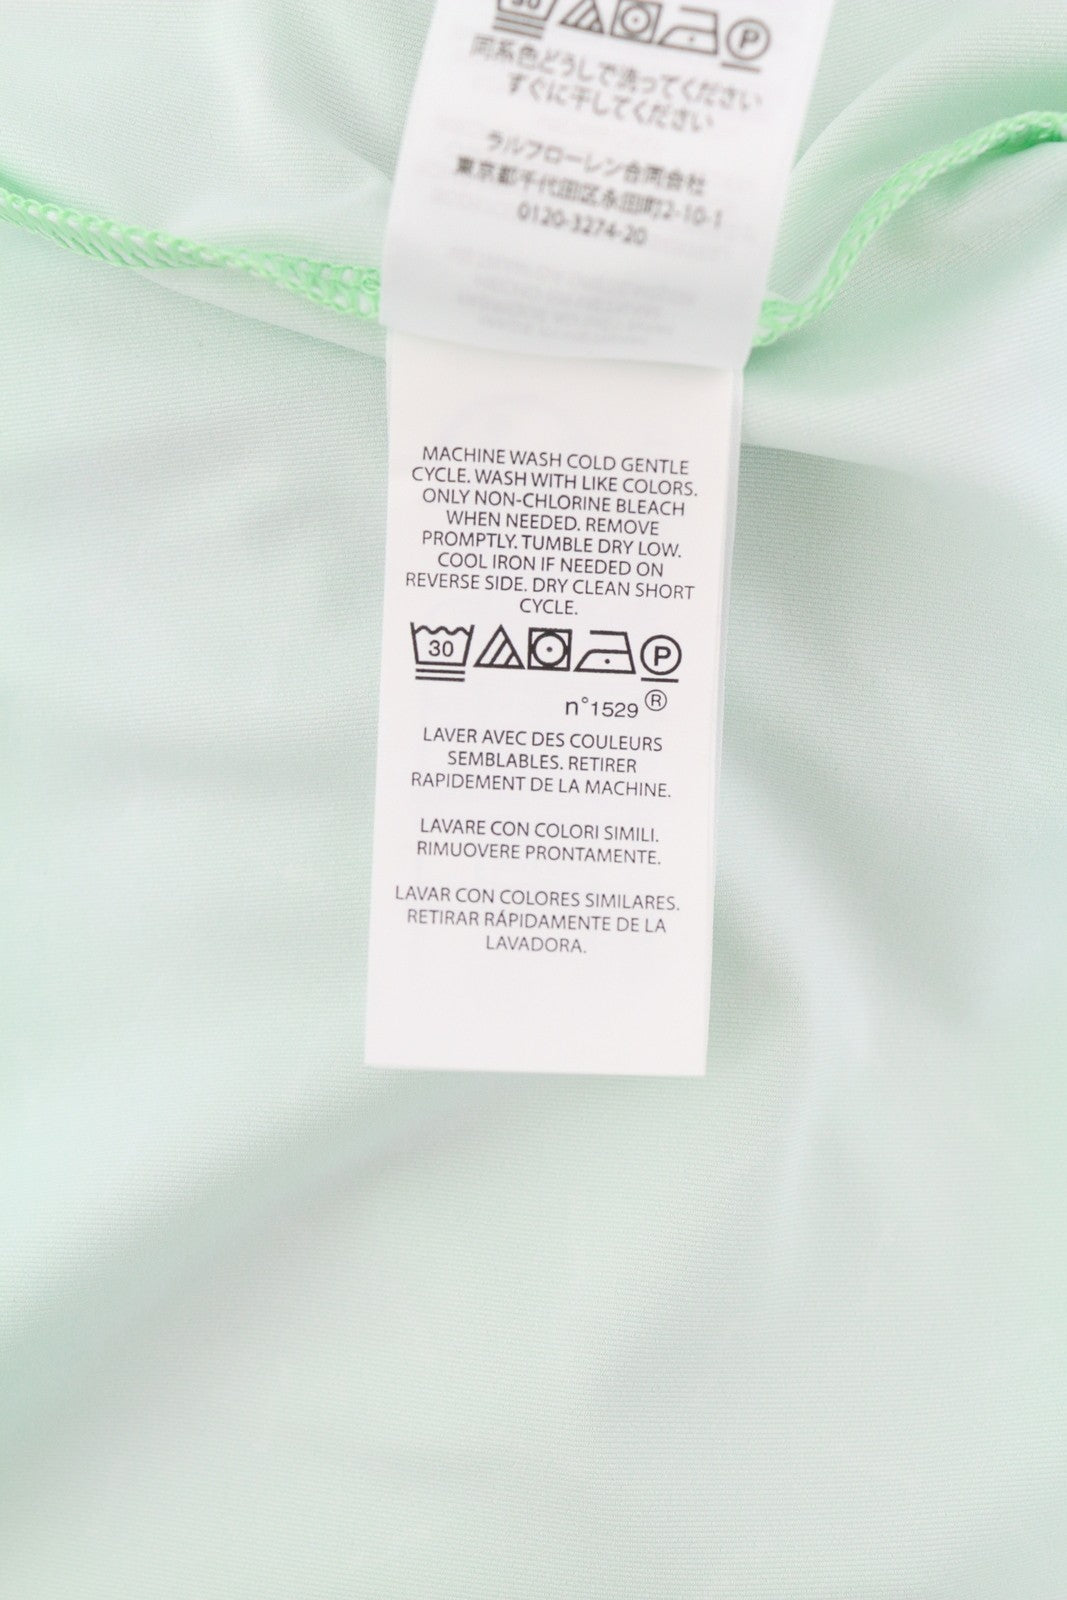 30 P
同系色どうしで洗ってください
すぐに干してください
ラルフローレン合同会社
東京都千代田区永田町2-10-1
0120-3274-20
MACHINE WASH COLD GENTLE
CYCLE. WASH WITH LIKE COLORS.
ONLY NON-CHLORINE BLEACH
WHEN NEEDED. REMOVE
PROMPTLY. TUMBLE DRY LOW.
COOL IRON IF NEEDED ON
REVERSE SIDE. DRY CLEAN SHORT
CYCLE.
30 P
n°1529 ®
LAVER AVEC DES COULEURS
SEMBLABLES. RETIRER
RAPIDEMENT DE LA MACHINE.
LAVARE CON COLORI SIMILI.
RIMUOVERE PRONTAMENTE.
LAVAR CON COLORES SIMILARES.
RETIRAR RÁPIDAMENTE DE LA
LAVADORA.